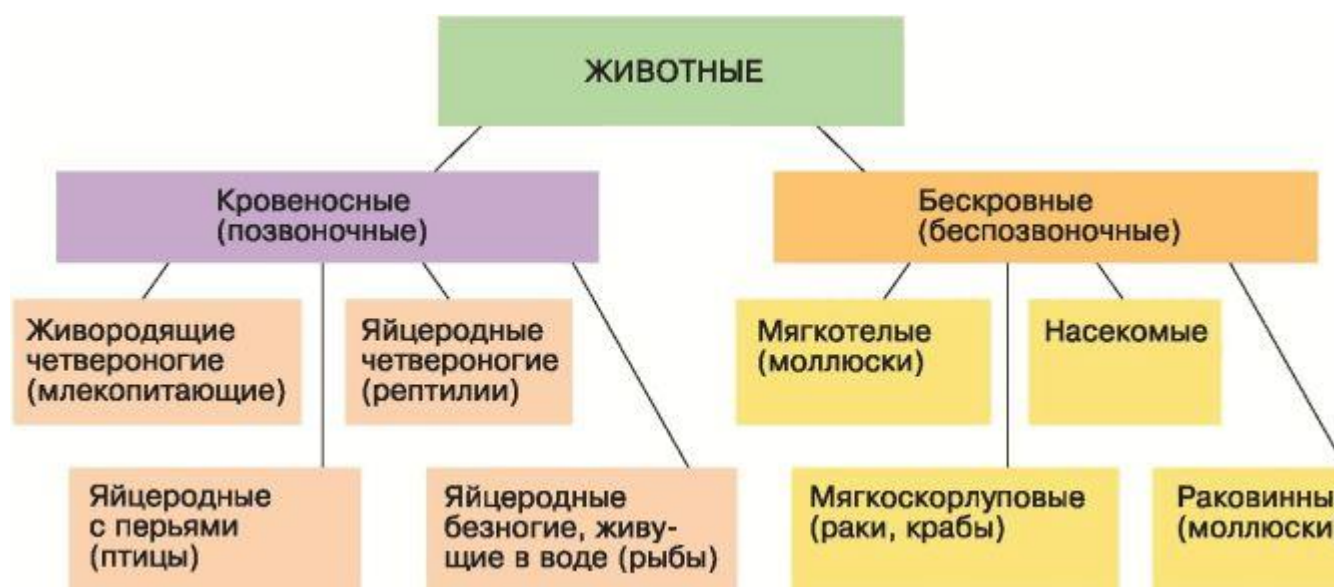 ЖИВОТНЫЕ
Кровеносные
(позвоночные)
Бескровные
(беспозвоночные)
Живородящие
четвероногие
(млекопитающие)
Яйцеродные
четвероногие
(рептилии)
Мягкотелые
(моллюски)
Насекомые
Яйцеродные
с перьями
(птицы)
Яйцеродные
безногие, живу-
щие в воде (рыбы)
Мягкоскорлуповые
(раки, крабы)
Раковинны
(моллюски